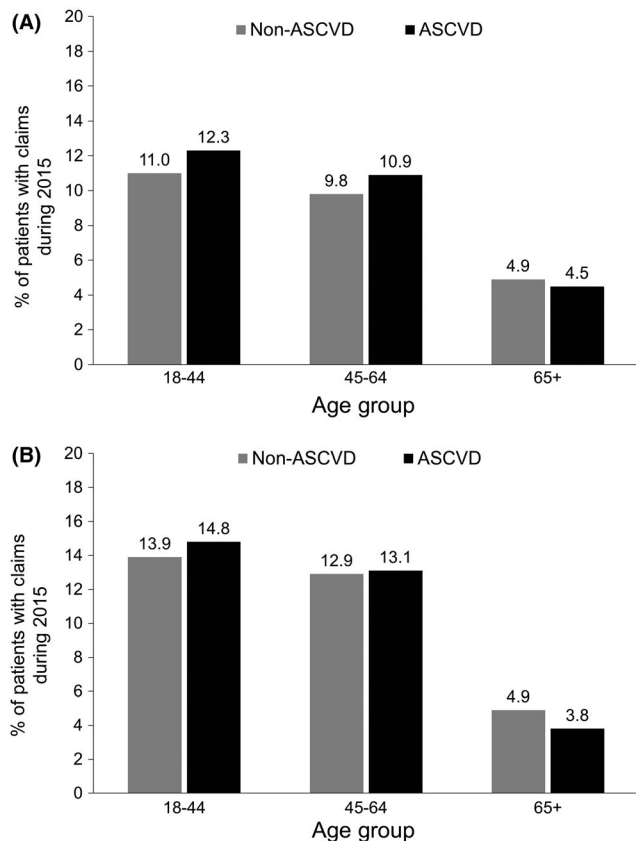 (A)
Non-ASCVD ASCVD
% of patients with claims
during 2015
20
18
16
14
12
10
8
6
4
2
0
11.0 12.3
9.8 10.9
4.9 4.5
18-44 45-64 65+
Age group
(B)
Non-ASCVD ASCVD
% of patients with claims
during 2015
20
18
16
14
12
10
8
6
4
2
0
13.9 14.8
12.9 13.1
4.9 3.8
18-44 45-64 65+
Age group